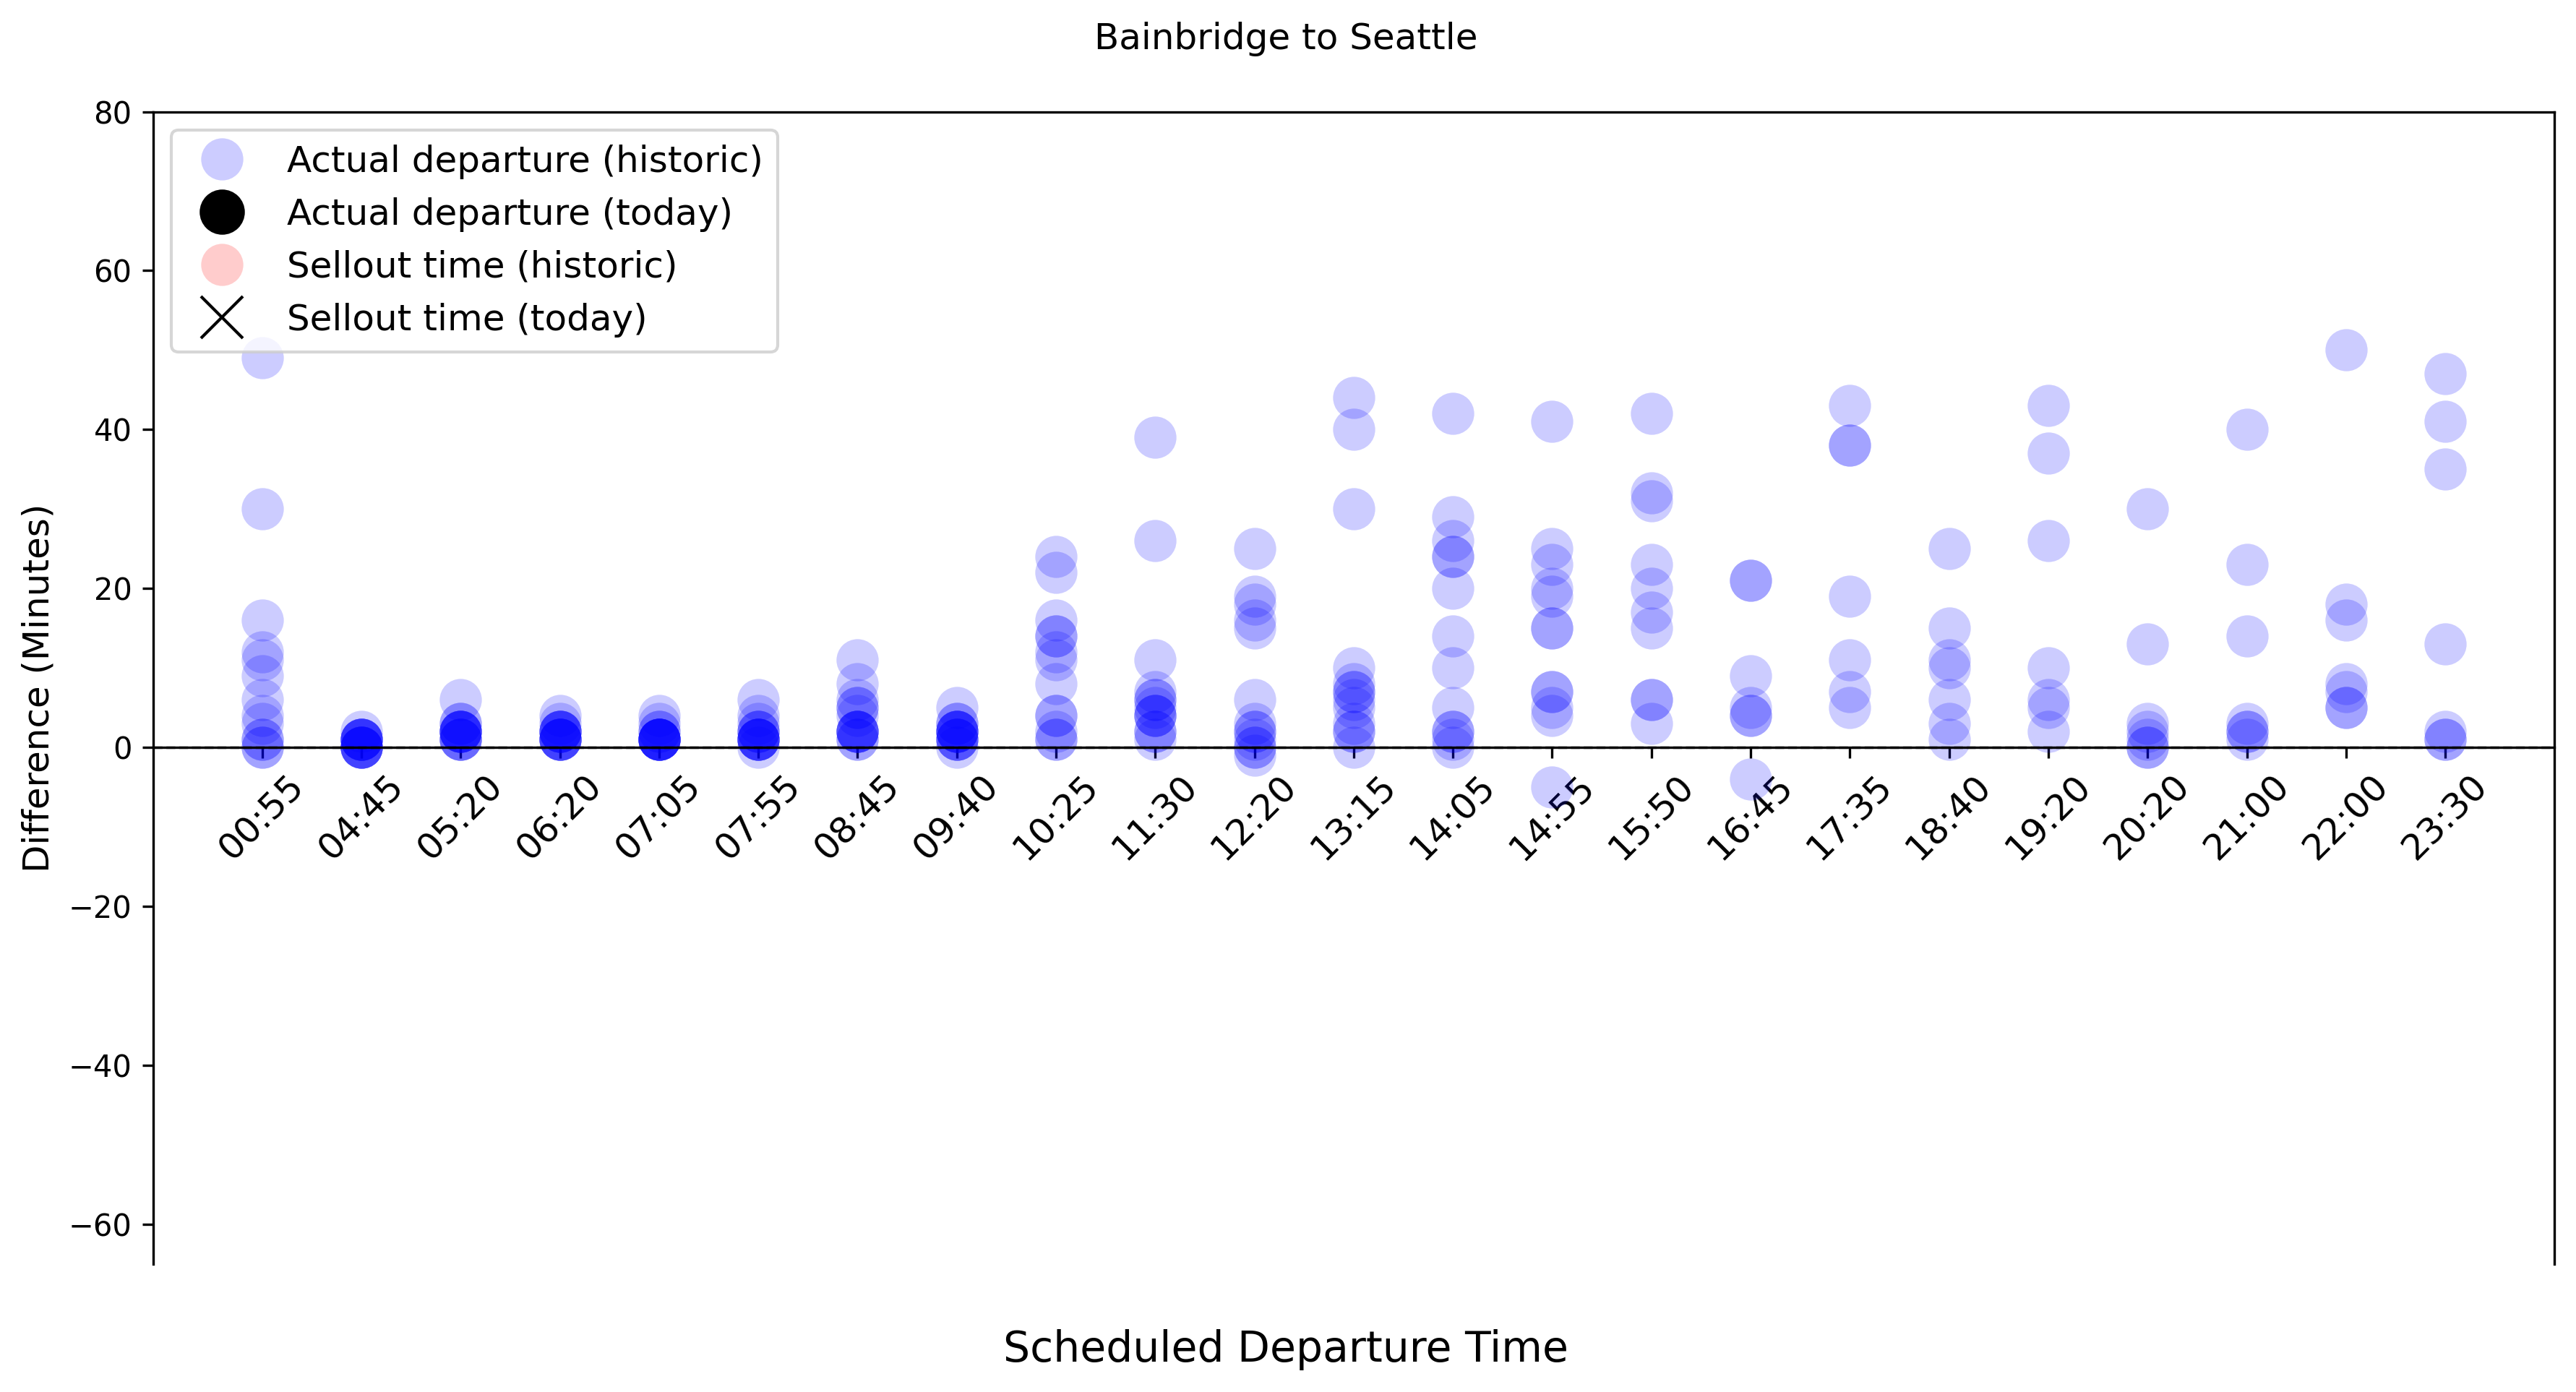 Bainbridge to Seattle
80
Actual departure (historic)
Actual departure (today)
Sellout time (historic)
Sellout time (today)
60
40
20
0
−20
−40
−60
Difference (Minutes)
00:55 04:45 05:20 06:20 07:05 07:55 08:45 09:40 10:25 11:30 12:20 13:15 14:05 14:55 15:50 16:45 17:35 18:40 19:20 20:20 21:00 22:00 23:30
Scheduled Departure Time